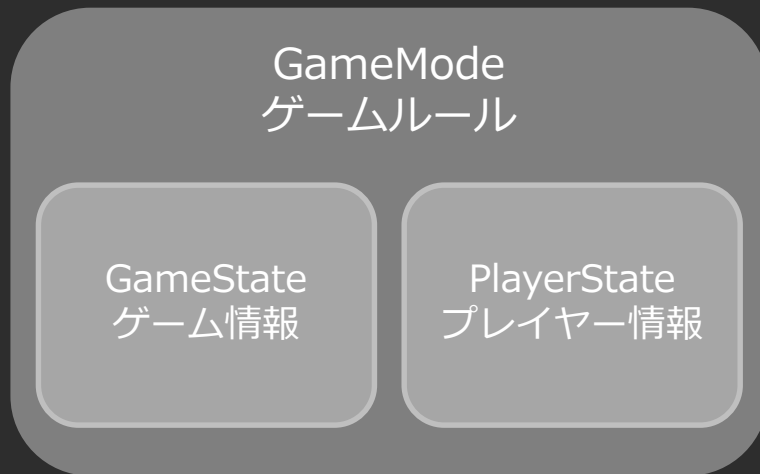 GameMode
ゲームルール
GameState
ゲーム情報
PlayerState
プレイヤー情報